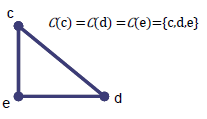 c
C(c) =C(d) =C(e)={c,d,e}
e
d